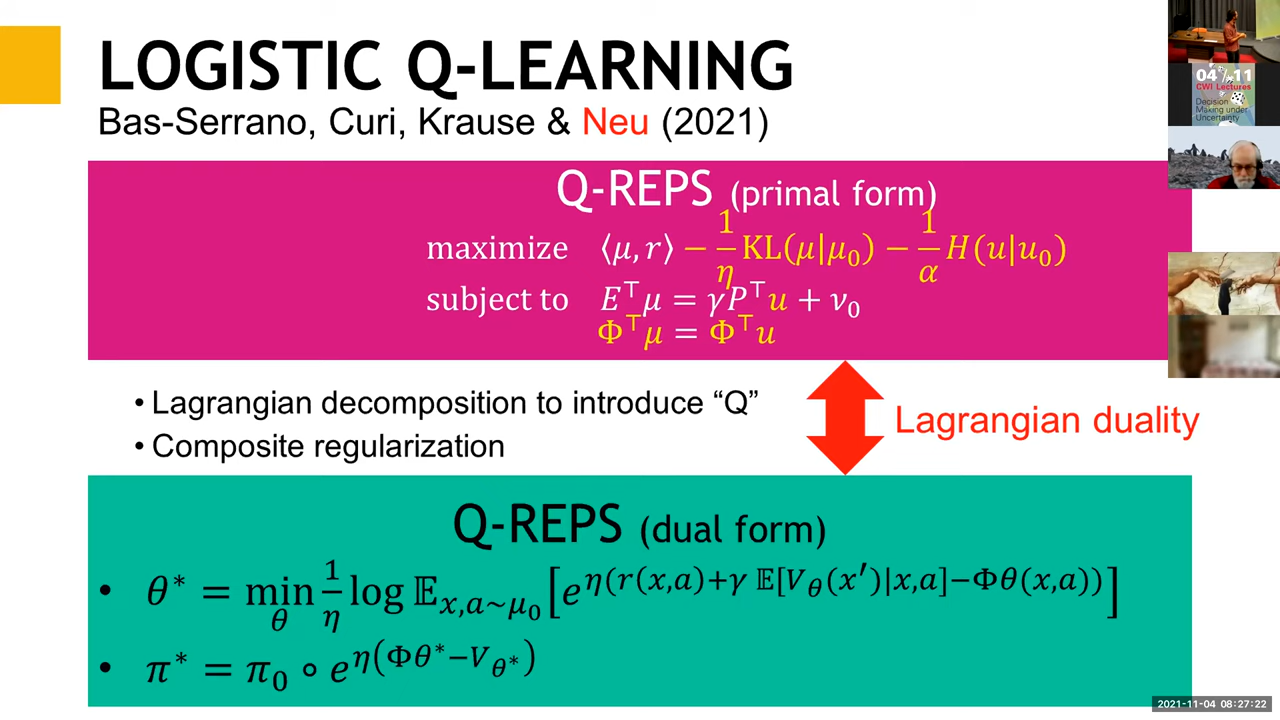 LOGISTIC Q-LEARNING
Bas-Serrano, Curi, Krause & Neu (2021)
Q-REPS (primal form)
maximize ⟨μ, r⟩ − 1/η KL(μ|μ₀) − 1/α H(u|u₀)
subject to E⊤μ = γP⊤u + ν₀
Φ⊤μ = Φ⊤u
• Lagrangian decomposition to introduce “Q”
• Composite regularization
Lagrangian duality
Q-REPS (dual form)
• θ* = min_θ 1/η log 𝔼_{x,a~μ₀}[e^{η(r(x,a)+γ 𝔼[V_θ(x′)|x,a]−Φθ(x,a))}]
• π* = π₀ ∘ e^{η(Φθ*−V_{θ*})}
04 11
CWI Lectures
Decision
Making under
Uncertainty
2021-11-04 08:27:22